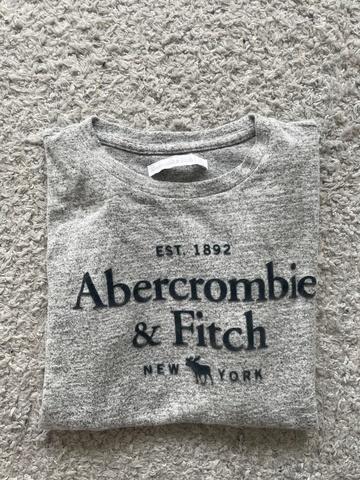 EST. 1892
Abercrombie
& Fitch
NEW YORK